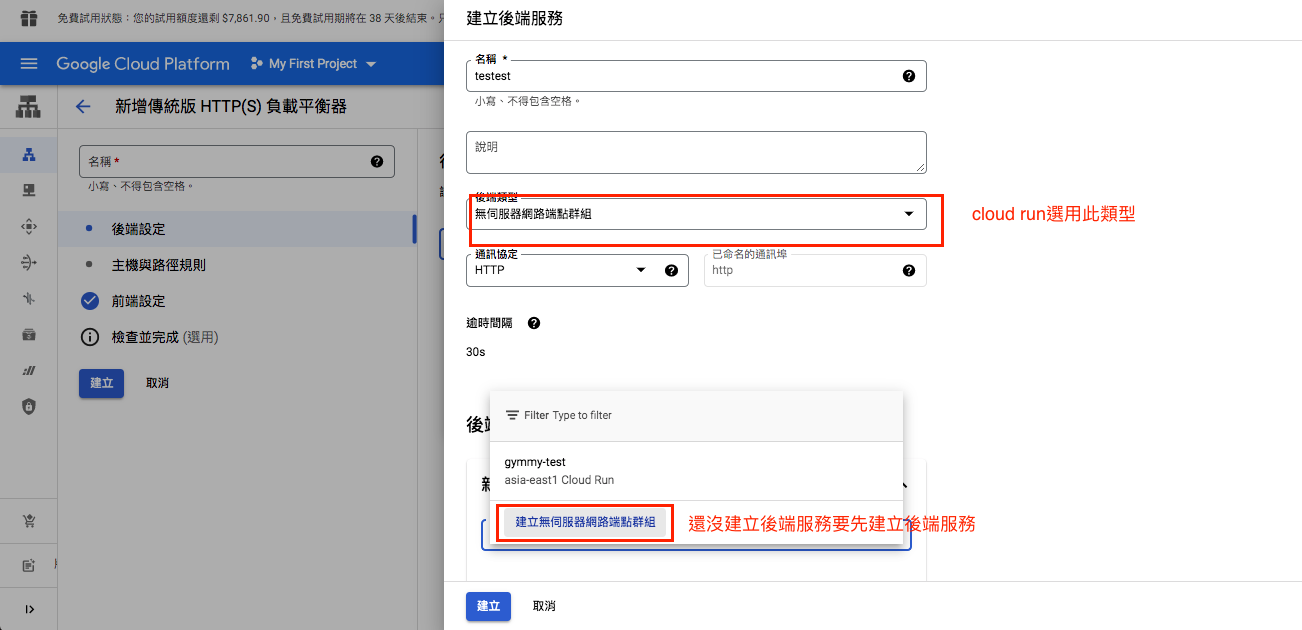 免費試用狀態：您的試用額度還剩 $7,861.90，且免費試用期將在 38 天後結束。
Google Cloud Platform
My First Project
新增傳統版 HTTP(S) 負載平衡器
名稱 *
小寫、不得包含空格。
後端設定
主機與路徑規則
前端設定
檢查並完成 (選用)
建立
取消
建立後端服務
名稱 *
testest
小寫、不得包含空格。
說明
後端類型
無伺服器網路端點群組
cloud run選用此類型
通訊協定
HTTP
已命名的通訊埠
http
逾時間隔
30s
Filter Type to filter
gymmy-test
asia-east1 Cloud Run
建立無伺服器網路端點群組
還沒建立後端服務要先建立後端服務
建立
取消